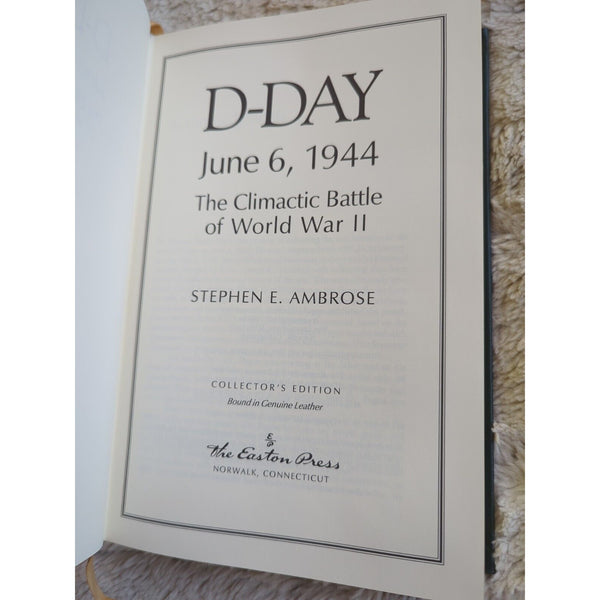 D-DAY
June 6, 1944
The Climactic Battle
of World War II
STEPHEN E. AMBROSE
COLLECTOR'S EDITION
Bound in Genuine Leather
The Easton Press
NORWALK, CONNECTICUT